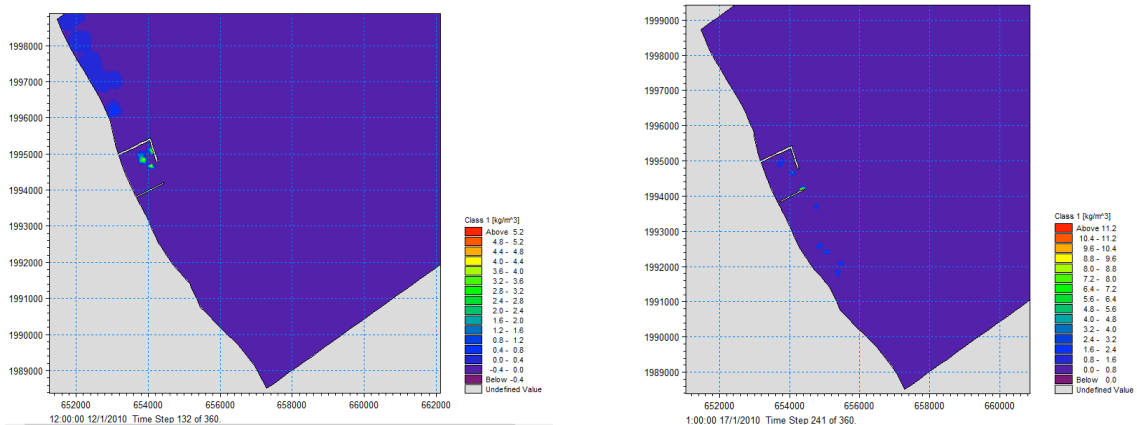 1998000
1997000
1996000
1995000
1994000
1993000
1992000
1991000
1990000
1989000
652000 654000 656000 658000 660000 662000
12:00:00 12/1/2010 Time Step 132 of 360.
Class 1 [kg/m^3]
Above 5.2
4.8 - 5.2
4.4 - 4.8
4.0 - 4.4
3.6 - 4.0
3.2 - 3.6
2.8 - 3.2
2.4 - 2.8
2.0 - 2.4
1.6 - 2.0
1.2 - 1.6
0.8 - 1.2
0.4 - 0.8
0.0 - 0.4
-0.4 - 0.0
Below -0.4
Undefined Value
1999000
1998000
1997000
1996000
1995000
1994000
1993000
1992000
1991000
1990000
1989000
652000 654000 656000 658000 660000
1:00:00 17/1/2010 Time Step 241 of 360.
Class 1 [kg/m^3]
Above 11.2
10.4 - 11.2
9.6 - 10.4
8.8 - 9.6
8.0 - 8.8
7.2 - 8.0
6.4 - 7.2
5.6 - 6.4
4.8 - 5.6
4.0 - 4.8
3.2 - 4.0
2.4 - 3.2
1.6 - 2.4
0.8 - 1.6
0.0 - 0.8
Below 0.0
Undefined Value